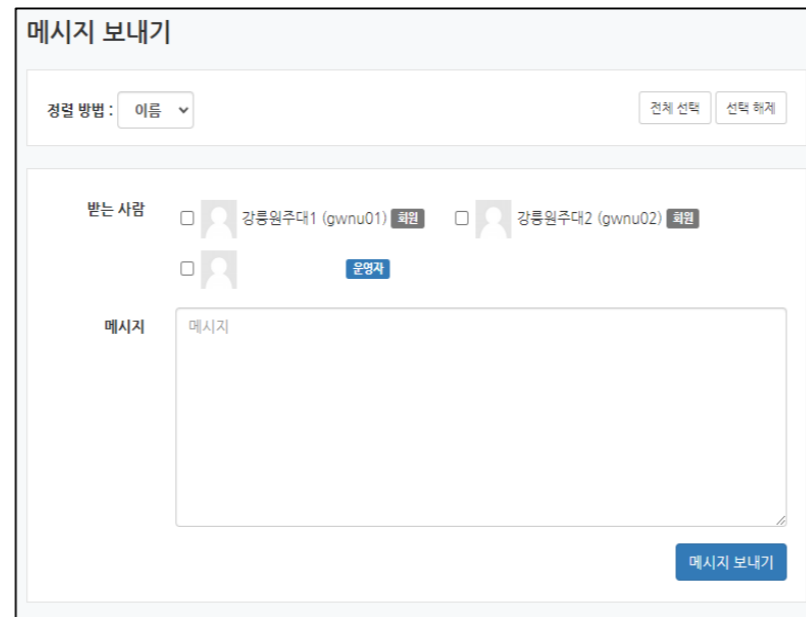 메시지 보내기
정렬 방법 : 이름 전체 선택 선택 해제
받는 사람 강릉원주대1 (gwnu01) 회원 강릉원주대2 (gwnu02) 회원
운영자
메시지 메시지
메시지 보내기